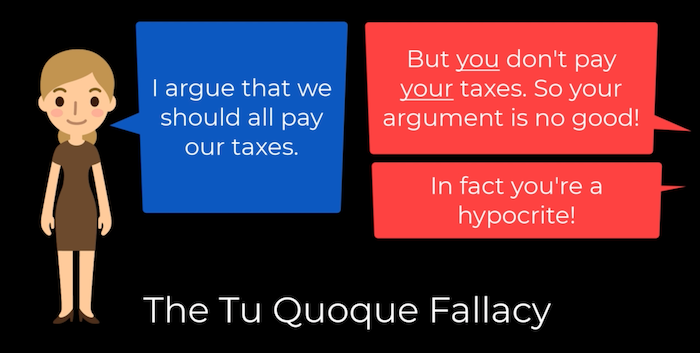 I argue that we
should all pay
our taxes.
But you don't pay
your taxes. So your
argument is no good!
In fact you're a
hypocrite!
The Tu Quoque Fallacy